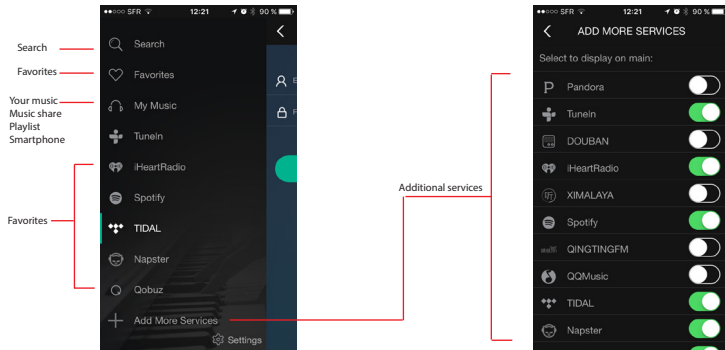 SFR 12:21 90 %
Search
Favorites
My Music
TuneIn
iHeartRadio
Spotify
TIDAL
Napster
Qobuz
Add More Services
Settings
Search
Favorites
Your music
Music share
Playlist
Smartphone
Favorites
Additional services
SFR 12:21 90 %
ADD MORE SERVICES
Select to display on main:
Pandora
TuneIn
DOUBAN
iHeartRadio
XIMALAYA
Spotify
QINGTINGFM
QQMusic
TIDAL
Napster